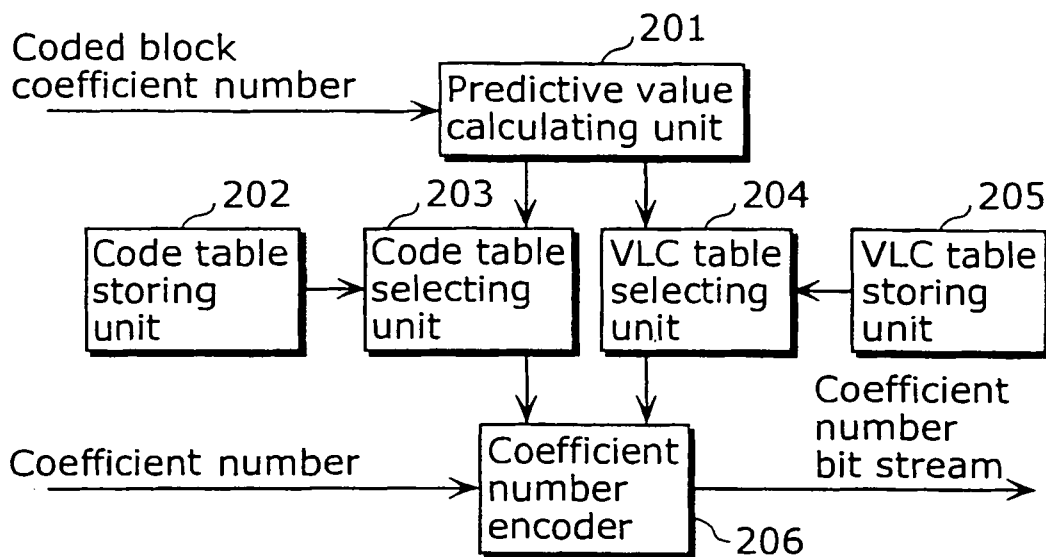 201
Coded block
coefficient number
Predictive value
calculating unit
202
203
204
205
Code table
storing
unit
Code table
selecting
unit
VLC table
selecting
unit
VLC table
storing
unit
Coefficient
number
bit stream
Coefficient number
Coefficient
number
encoder
206